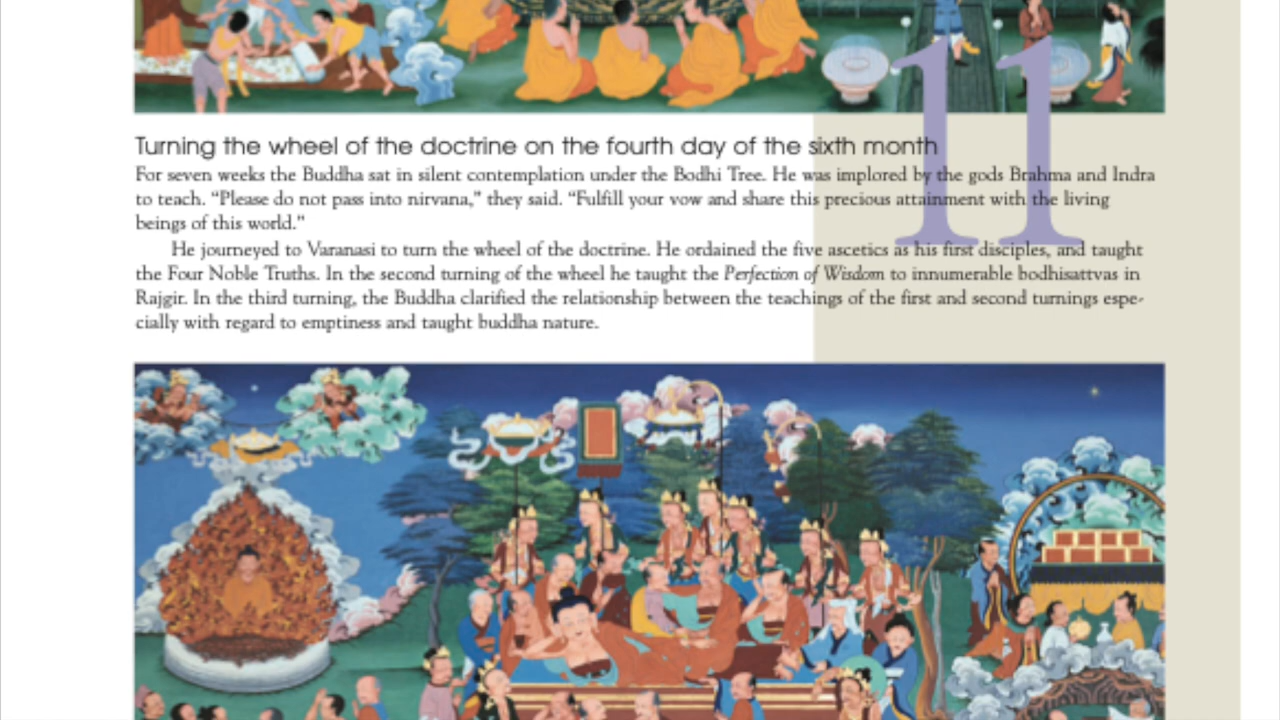 11
Turning the wheel of the doctrine on the fourth day of the sixth month
For seven weeks the Buddha sat in silent contemplation under the Bodhi Tree. He was implored by the gods Brahma and Indra
to teach. “Please do not pass into nirvana,” they said. “Fulfill your vow and share this precious attainment with the living
beings of this world.”
He journeyed to Varanasi to turn the wheel of the doctrine. He ordained the five ascetics as his first disciples, and taught
the Four Noble Truths. In the second turning of the wheel he taught the Perfection of Wisdom to innumerable bodhisattvas in
Rajgir. In the third turning, the Buddha clarified the relationship between the teachings of the first and second turnings espe-
cially with regard to emptiness and taught buddha nature.